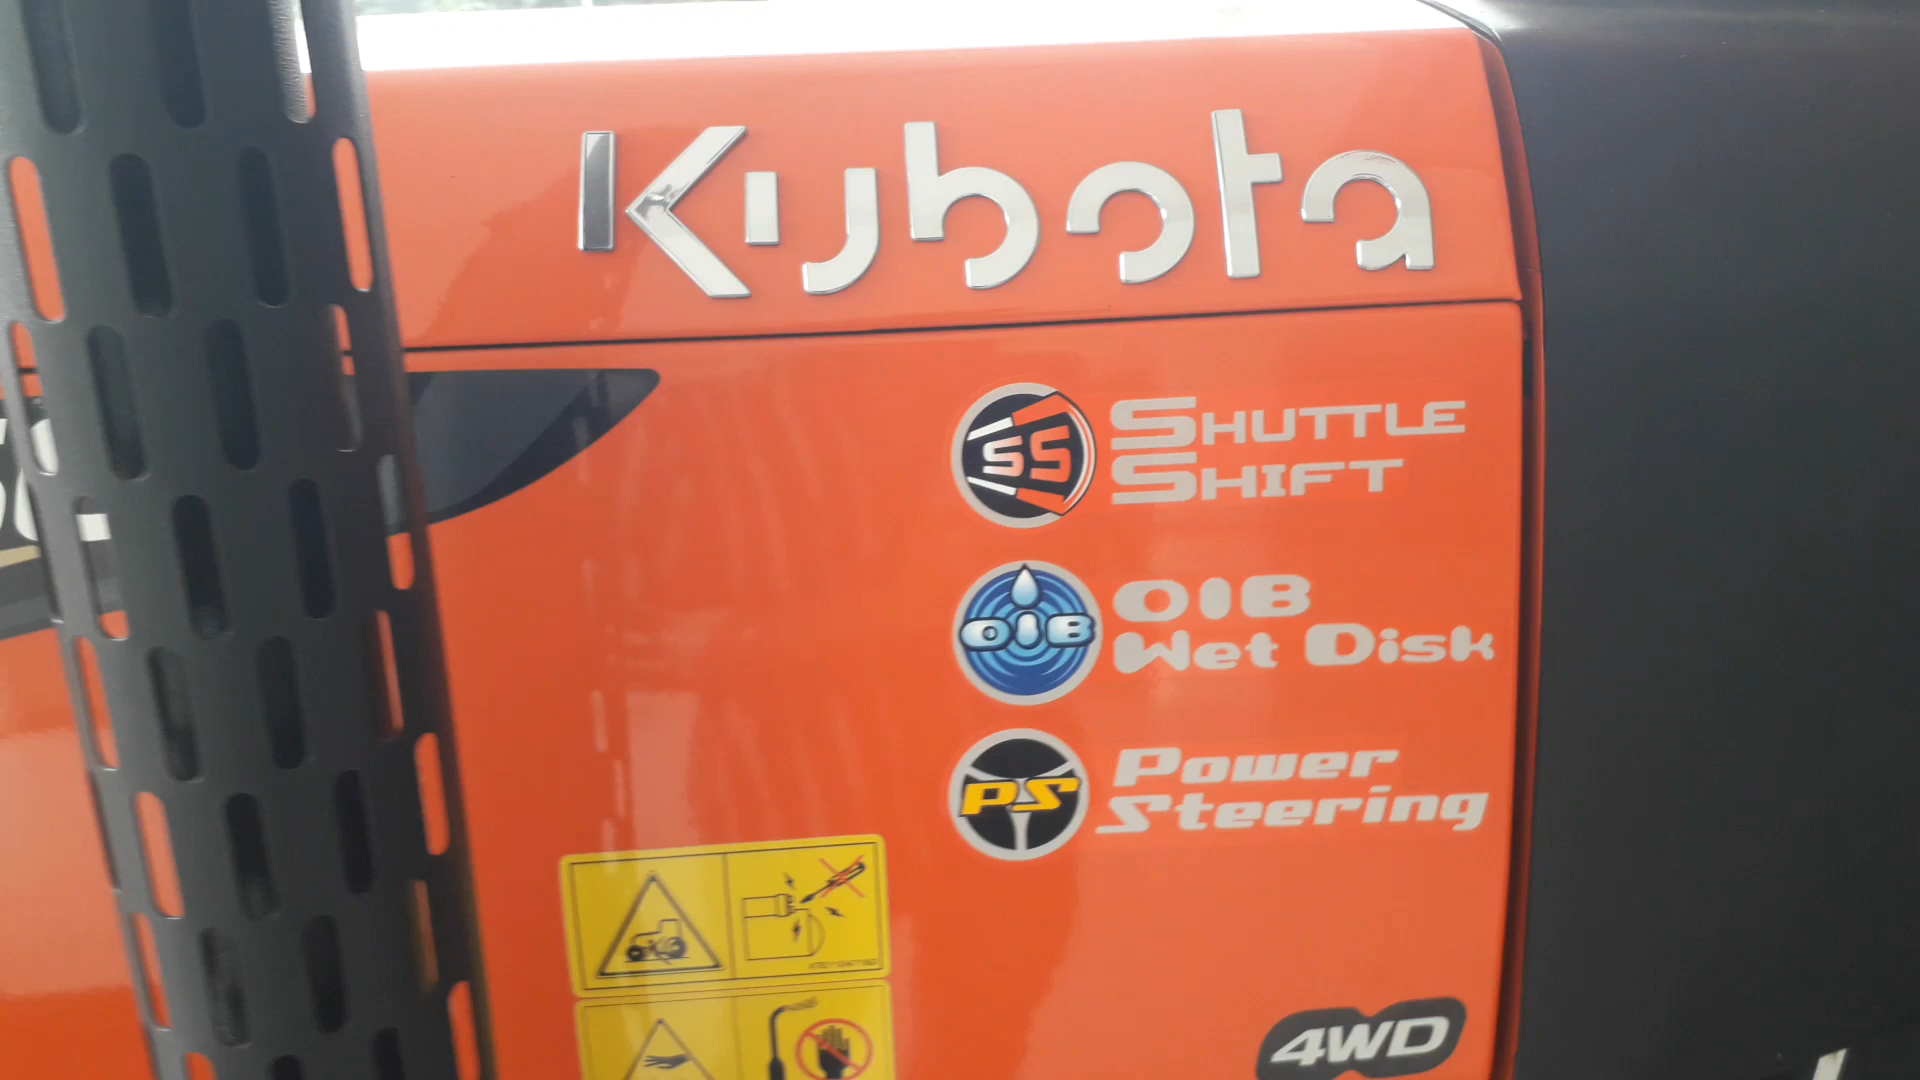 Kubota
SS
SHUTTLE
SHIFT
OIB
OIB
Wet Disk
PS
Power
Steering
4WD